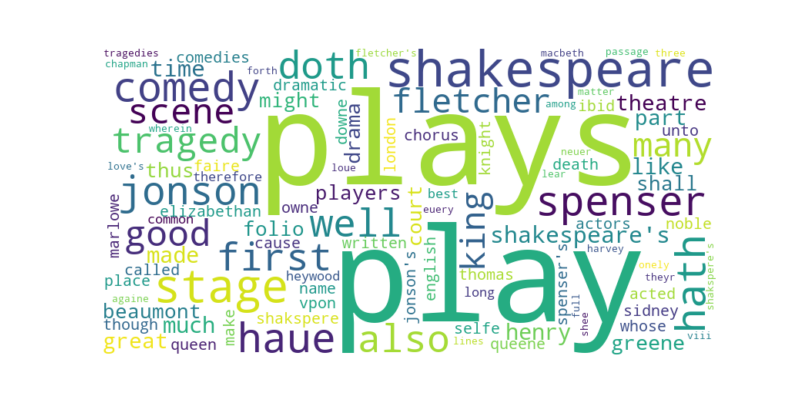 tragedies comedies doth fletcher's shakespeare macbeth passage three
chapman time forth dramatic matter
comedy might fletcher among ibid theatre
scene wherein downe drama london plays chorus knight part unto
tragedy neuer many
love's thus faire therefore loue death lear like
jonson players best king spenser shall
marlowe elizabethan owne euery court actors noble
good common folio well shakespeare's
made cause written english harvey onely hath shakspere's
called first heywood jonson's thomas spenser's theyr
place stage name long full acted
againe vpon play shee sidney
beaumont make shakspere selfe henry whose
though much haue also queene greene viii
great queen lines